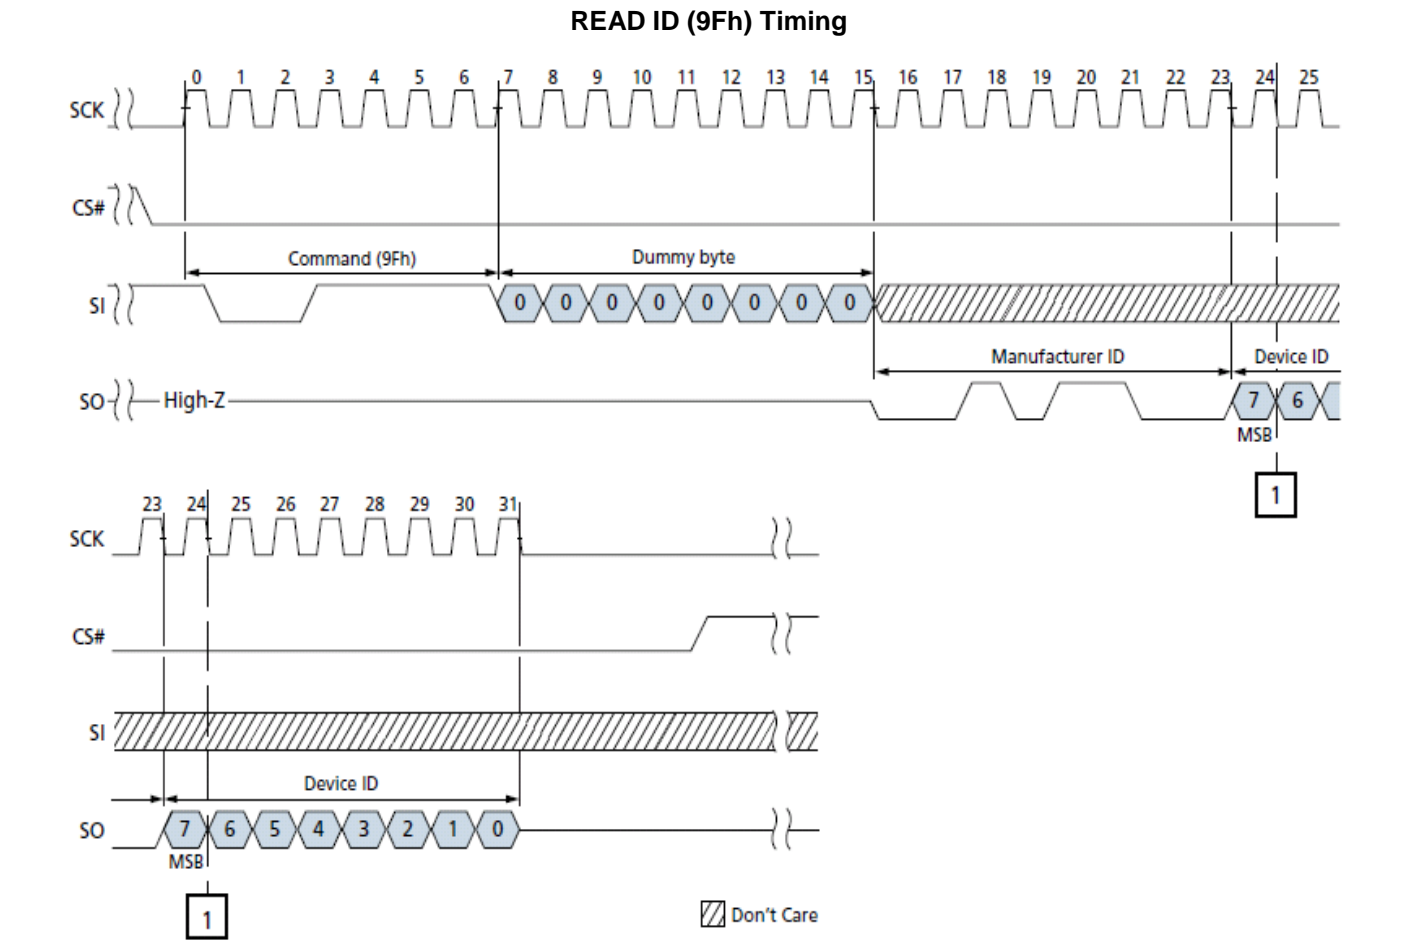 READ ID (9Fh) Timing
0 1 2 3 4 5 6 7 8 9 10 11 12 13 14 15 16 17 18 19 20 21 22 23 24 25
SCK
CS#
Command (9Fh) Dummy byte
SI 0 0 0 0 0 0 0 0
Manufacturer ID Device ID
SO High-Z 7 6
MSB
1
23 24 25 26 27 28 29 30 31
SCK
CS#
SI
Device ID
SO 7 6 5 4 3 2 1 0
MSB
1
Don't Care